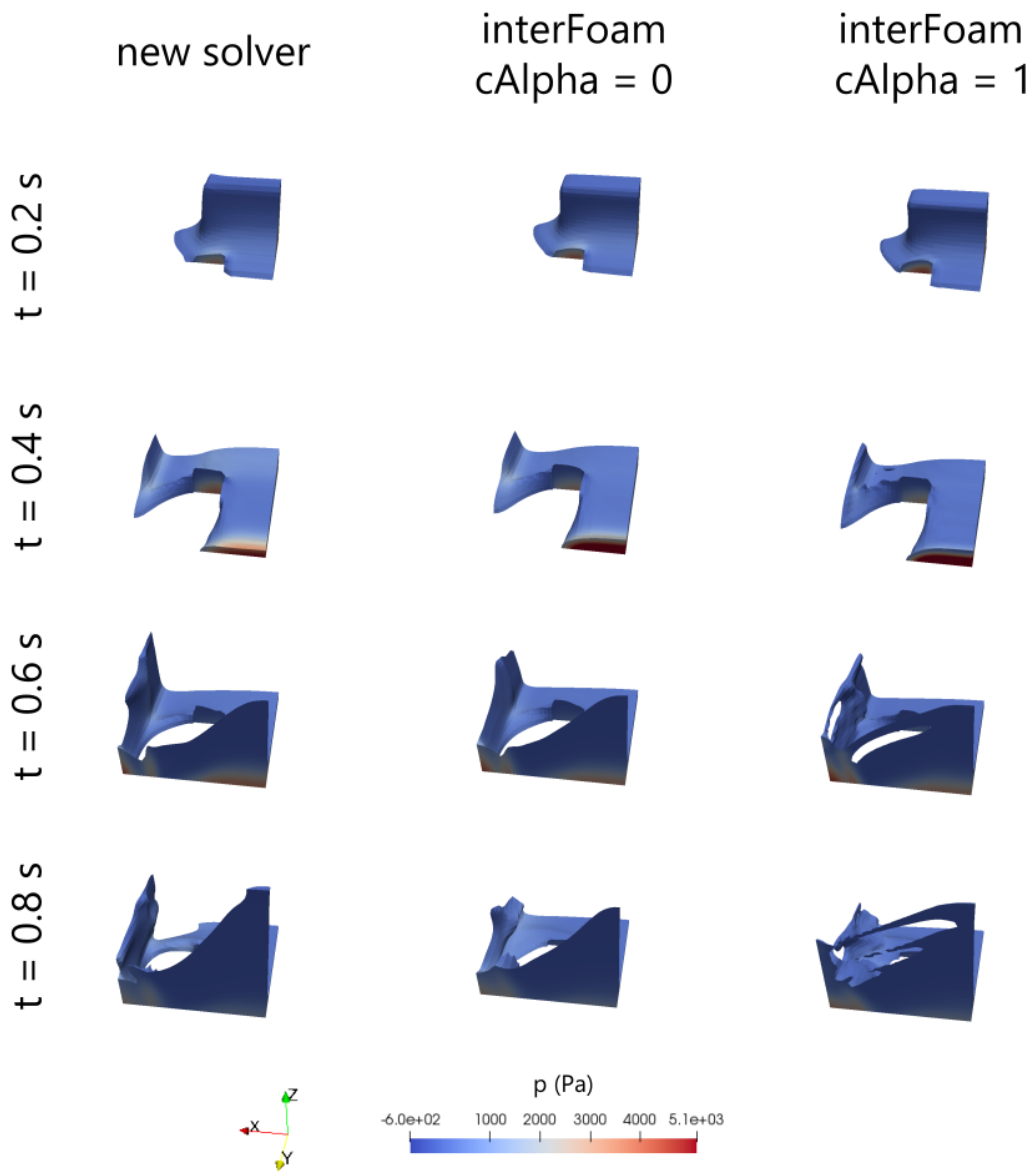 new solver
interFoam
cAlpha = 0
interFoam
cAlpha = 1
t = 0.2 s
t = 0.4 s
t = 0.6 s
t = 0.8 s
Z
X
Y
p (Pa)
-6.0e+02 1000 2000 3000 4000 5.1e+03